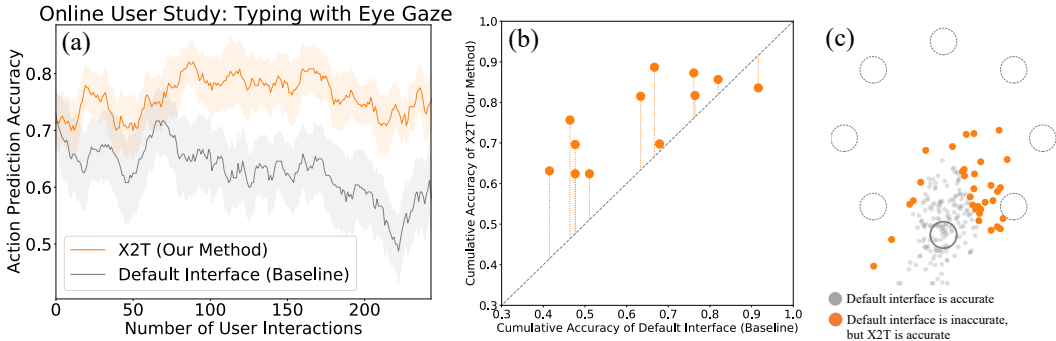 Online User Study: Typing with Eye Gaze
(a)
Action Prediction Accuracy
0.8
0.7
0.6
0.5
X2T (Our Method)
Default Interface (Baseline)
0
50
100
150
200
Number of User Interactions
(b)
Cumulative Accuracy of X2T (Our Method)
1.0
0.9
0.8
0.7
0.6
0.5
0.4
0.3
0.3
0.4
0.5
0.6
0.7
0.8
0.9
1.0
Cumulative Accuracy of Default Interface (Baseline)
(c)
Default interface is accurate
Default interface is inaccurate,
but X2T is accurate